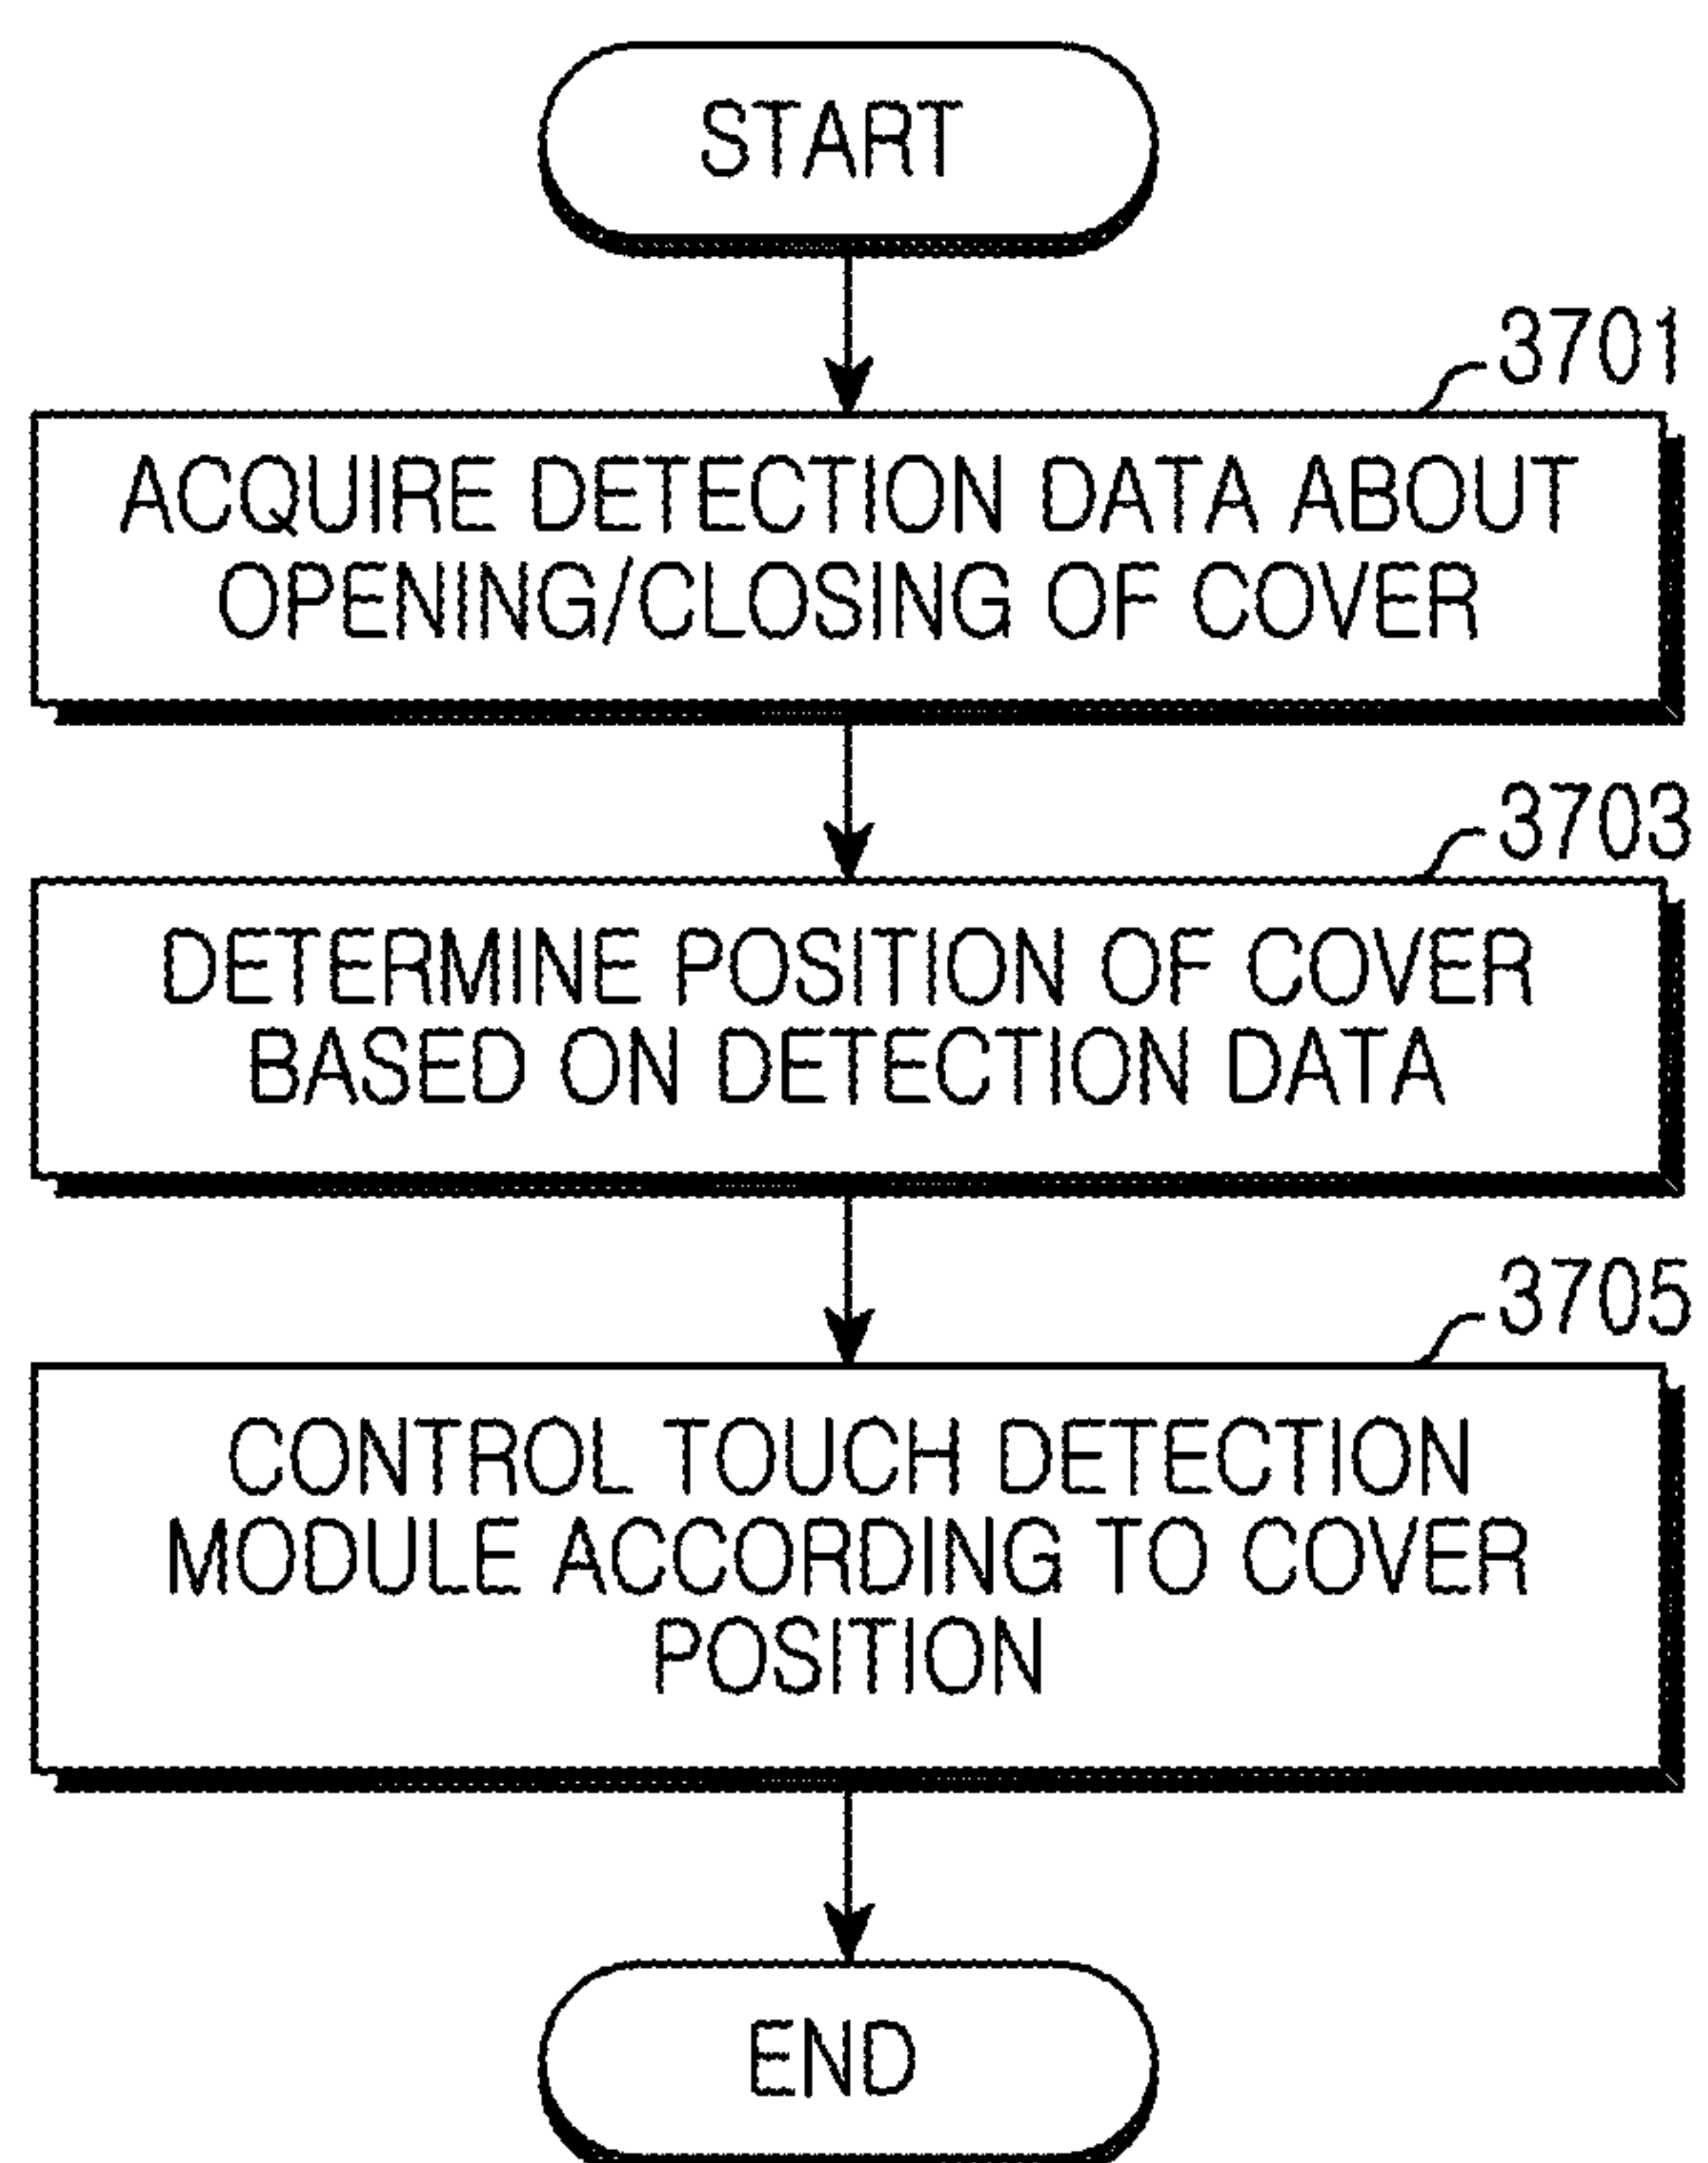 START
3701
ACQUIRE DETECTION DATA ABOUT
OPENING/CLOSING OF COVER
3703
DETERMINE POSITION OF COVER
BASED ON DETECTION DATA
3705
CONTROL TOUCH DETECTION
MODULE ACCORDING TO COVER
POSITION
END